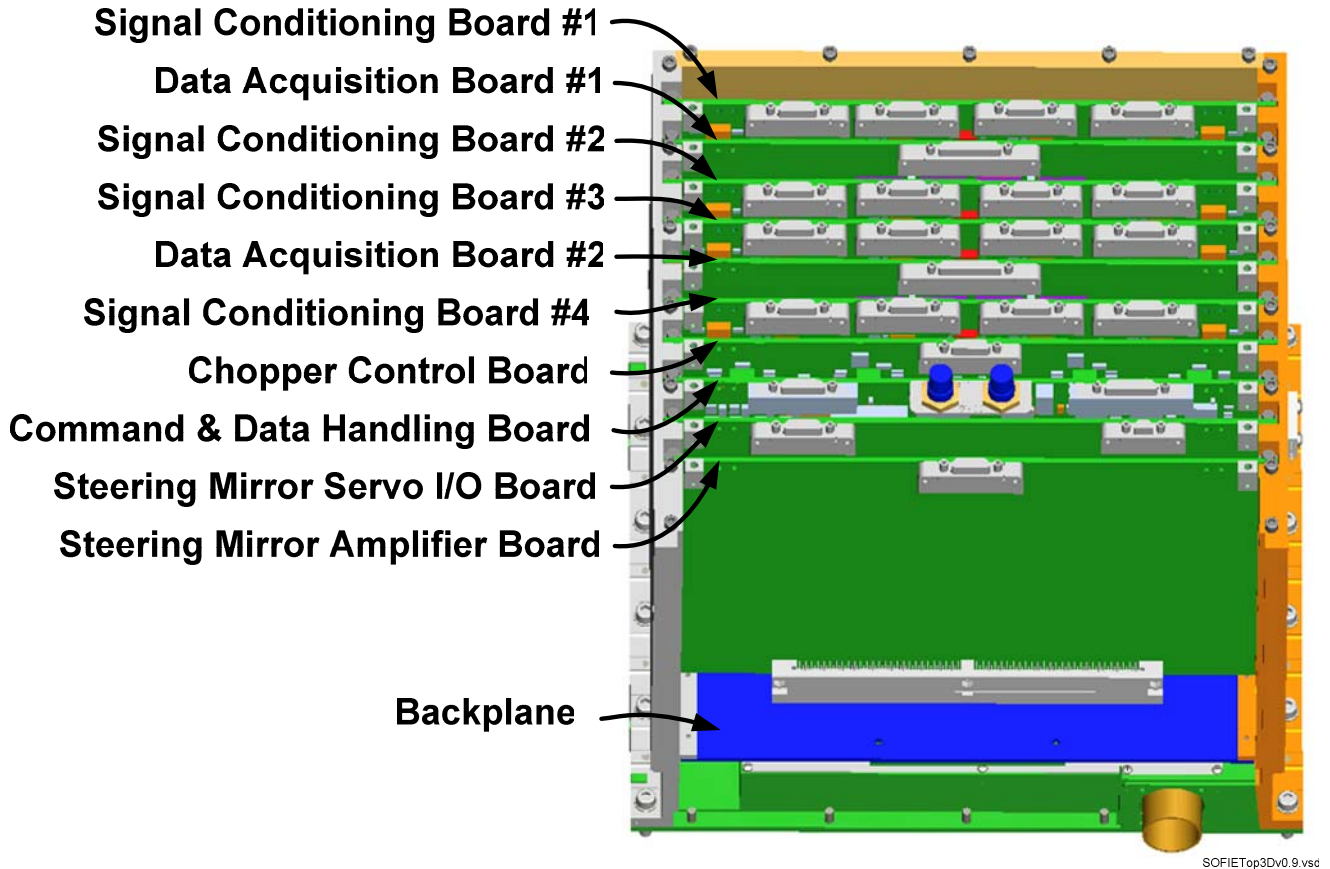 Signal Conditioning Board #1
Data Acquisition Board #1
Signal Conditioning Board #2
Signal Conditioning Board #3
Data Acquisition Board #2
Signal Conditioning Board #4
Chopper Control Board
Command & Data Handling Board
Steering Mirror Servo I/O Board
Steering Mirror Amplifier Board
Backplane
SOFIETop3Dv0.9.vsd